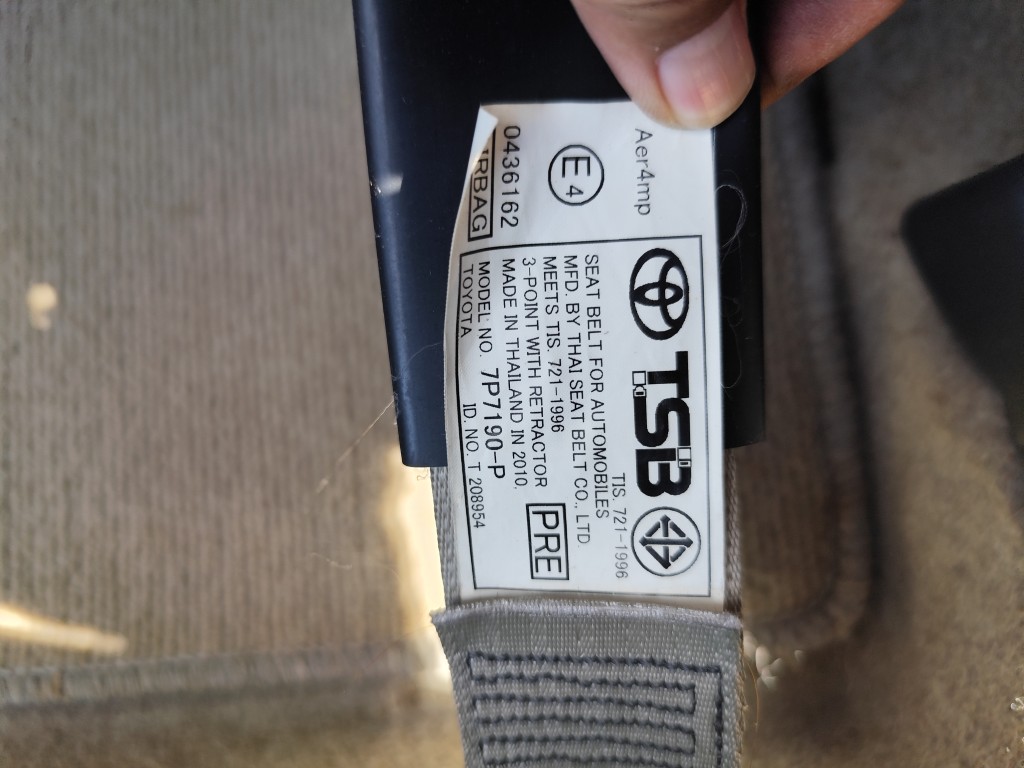 Aer4mp
E 4
0436162
RBAG
TSB
TIS. 721-1996
SEAT BELT FOR AUTOMOBILES
MFD. BY THAI SEAT BELT CO., LTD.
MEETS TIS. 721-1996
3-POINT WITH RETRACTOR
MADE IN THAILAND IN 2010.
PRE
MODEL NO. 7P7190-P
TOYOTA ID. NO. T 208954